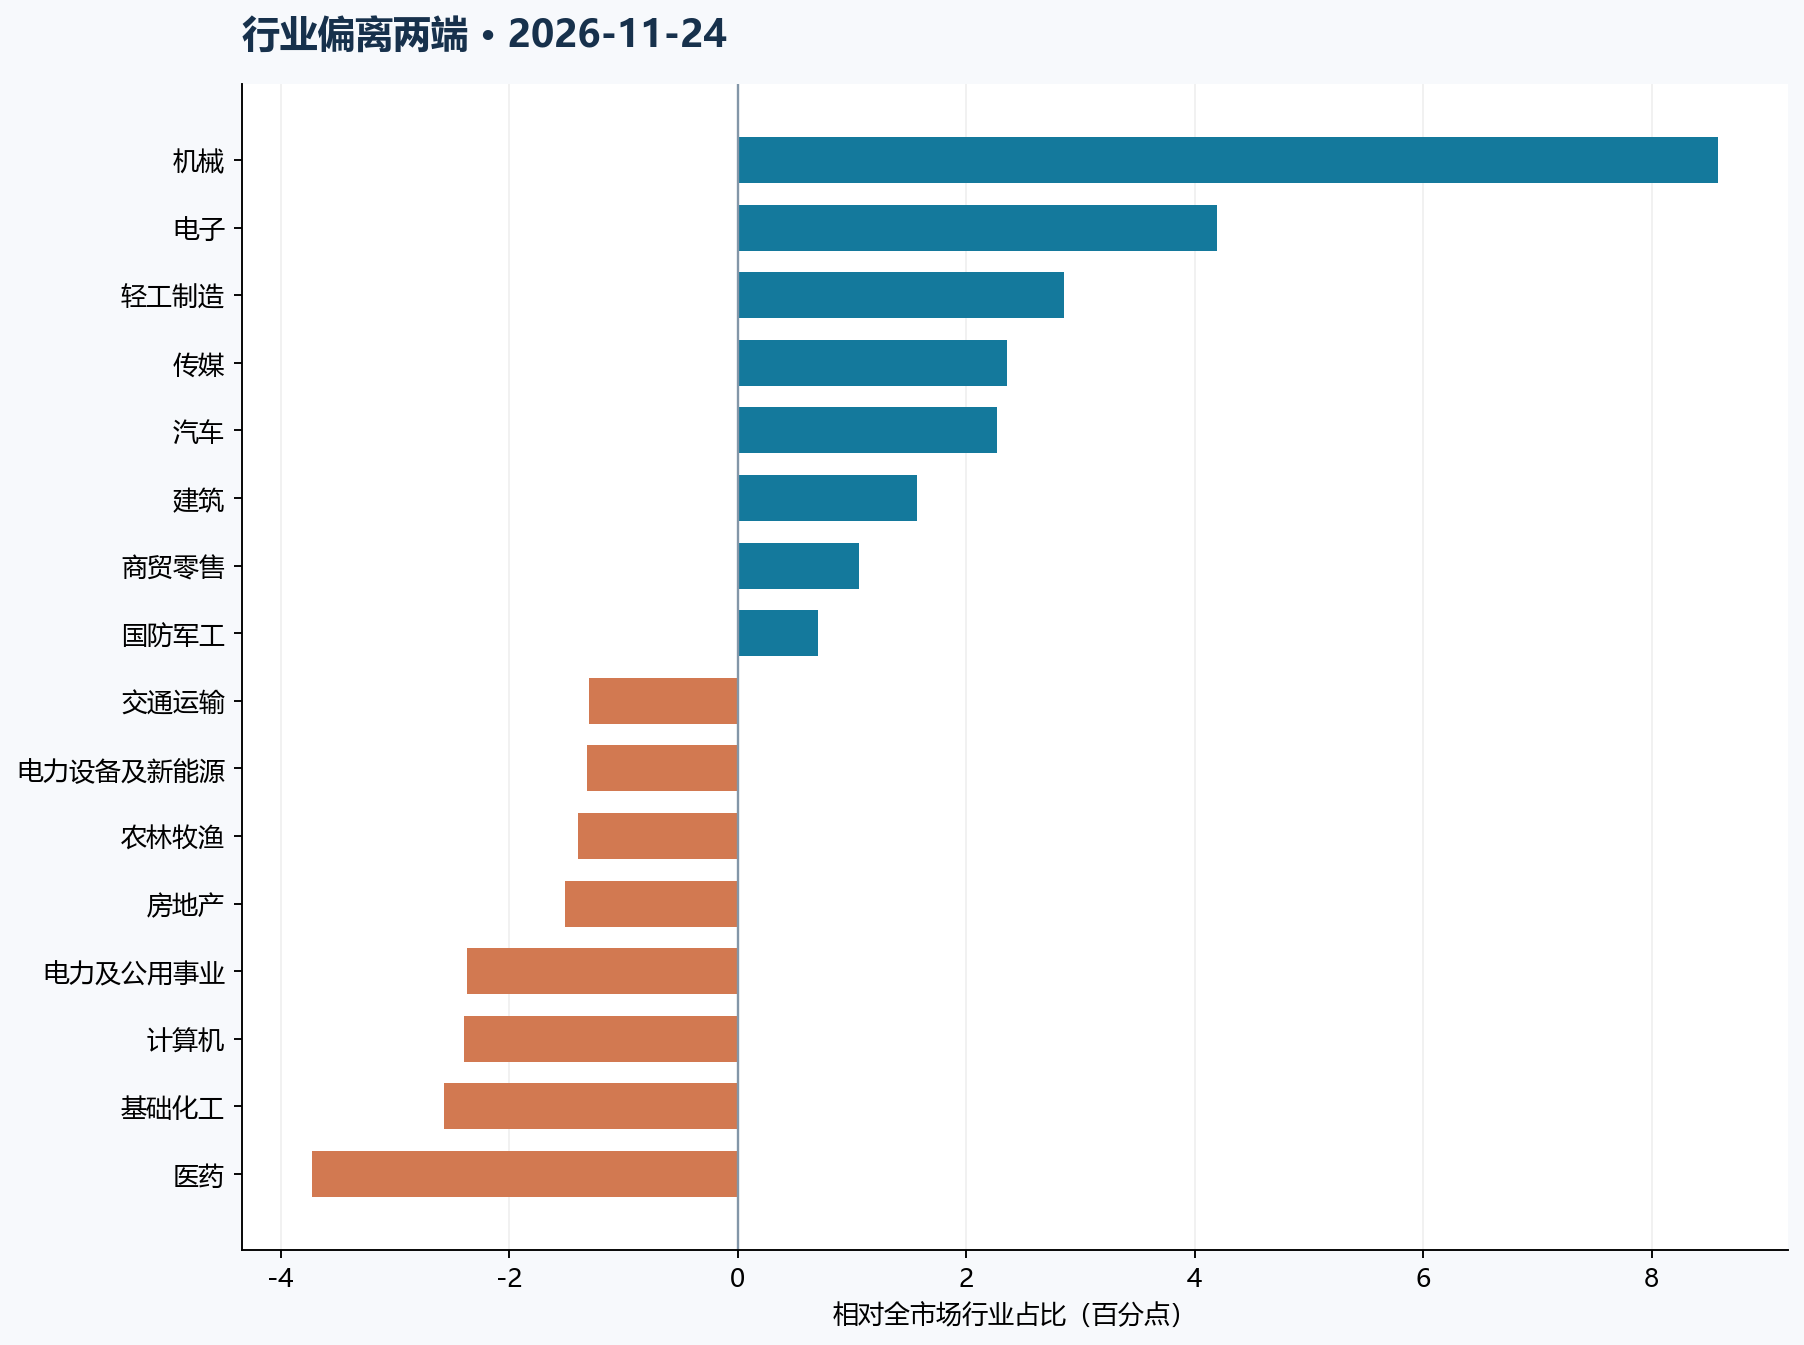 行业偏离两端 • 2026-11-24
机械
电子
轻工制造
传媒
汽车
建筑
商贸零售
国防军工
交通运输
电力设备及新能源
农林牧渔
房地产
电力及公用事业
计算机
基础化工
医药
-4 -2 0 2 4 6 8
相对全市场行业占比（百分点）